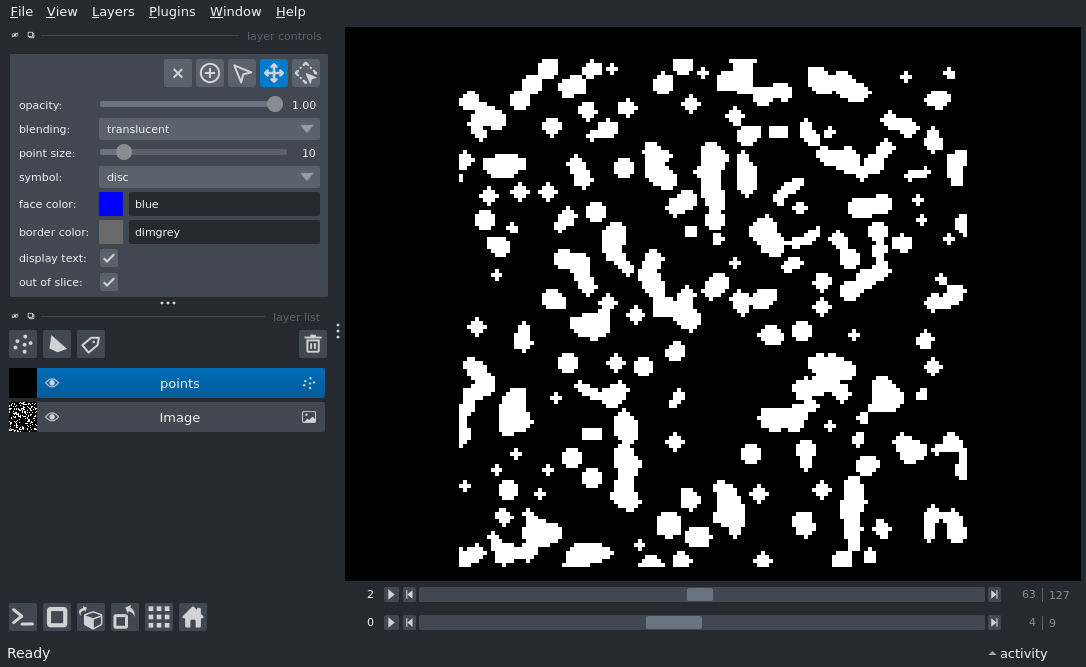 File View Layers Plugins Window Help
layer controls
opacity: 1.00
blending: translucent
point size: 10
symbol: disc
face color: blue
border color: dimgrey
display text:
out of slice:
layer list
points
Image
2 63 127
0 4 9
Ready activity